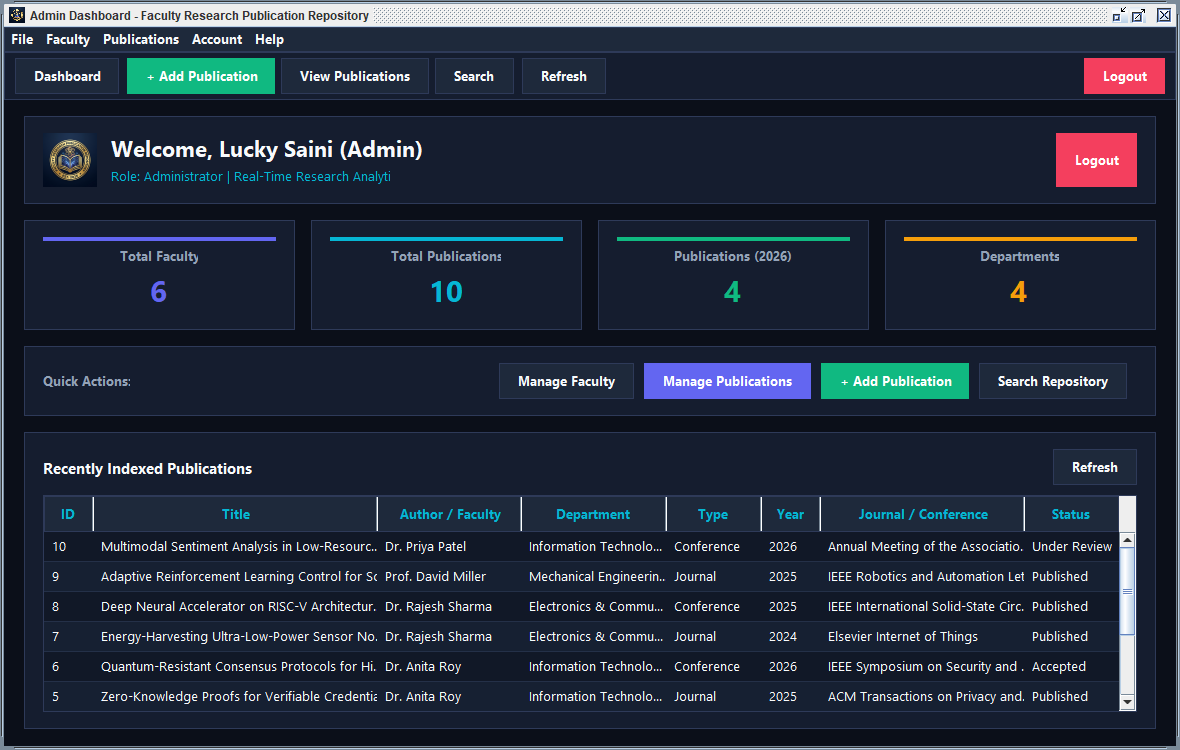 Admin Dashboard - Faculty Research Publication Repository
File Faculty Publications Account Help
Dashboard + Add Publication View Publications Search Refresh Logout
Welcome, Lucky Saini (Admin)
Role: Administrator | Real-Time Research Analyti
Logout
Total Faculty Total Publications Publications (2026) Departments
6 10 4 4
Quick Actions: Manage Faculty Manage Publications + Add Publication Search Repository
Recently Indexed Publications Refresh
ID Title Author / Faculty Department Type Year Journal / Conference Status
10 Multimodal Sentiment Analysis in Low-Resourc... Dr. Priya Patel Information Technolo... Conference 2026 Annual Meeting of the Associatio... Under Review
9 Adaptive Reinforcement Learning Control for Sc Prof. David Miller Mechanical Engineerin... Journal 2025 IEEE Robotics and Automation Let Published
8 Deep Neural Accelerator on RISC-V Architectur... Dr. Rajesh Sharma Electronics & Commu... Conference 2025 IEEE International Solid-State Circ... Published
7 Energy-Harvesting Ultra-Low-Power Sensor No... Dr. Rajesh Sharma Electronics & Commu... Journal 2024 Elsevier Internet of Things Published
6 Quantum-Resistant Consensus Protocols for Hi... Dr. Anita Roy Information Technolo... Conference 2026 IEEE Symposium on Security and ... Accepted
5 Zero-Knowledge Proofs for Verifiable Credentia Dr. Anita Roy Information Technolo... Journal 2025 ACM Transactions on Privacy and... Published